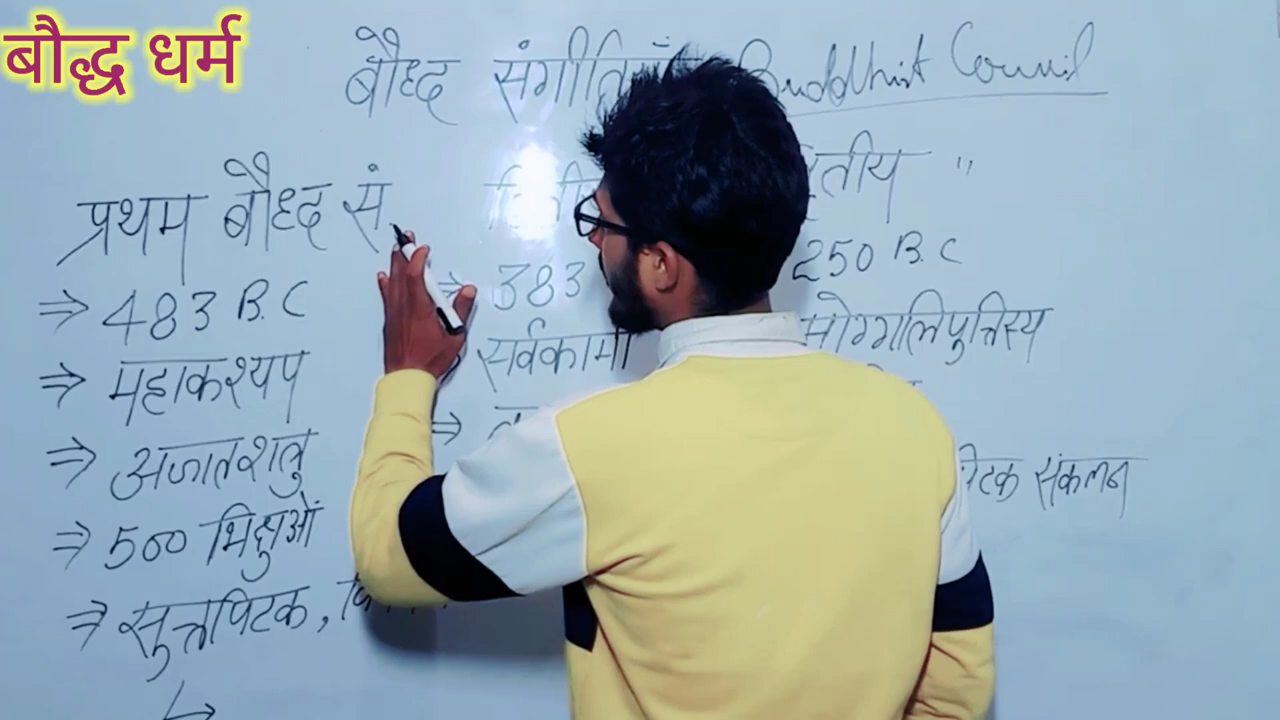 बौद्ध धर्म
बौध्द संगीतियाँ Buddhist Council
प्रथम बौध्द सं
⇒ 483 B.C
⇒ महाकश्यप
⇒ अजातशत्रु
⇒ 500 भिक्षुओं
⇒ सुत्तपिटक,
⇒ 383
सर्वकामी
⇒
तृतीय "
250 B.C
मोग्गलिपुत्तिस्य
पिटक संकलन